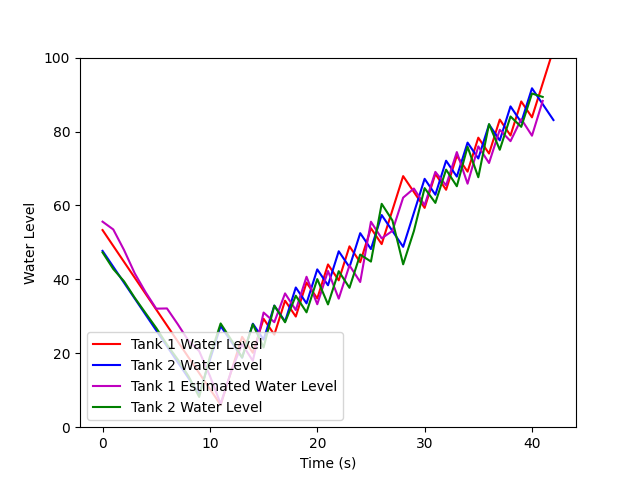 100
80
60
40
20
0
Water Level
Tank 1 Water Level
Tank 2 Water Level
Tank 1 Estimated Water Level
Tank 2 Water Level
0 10 20 30 40
Time (s)